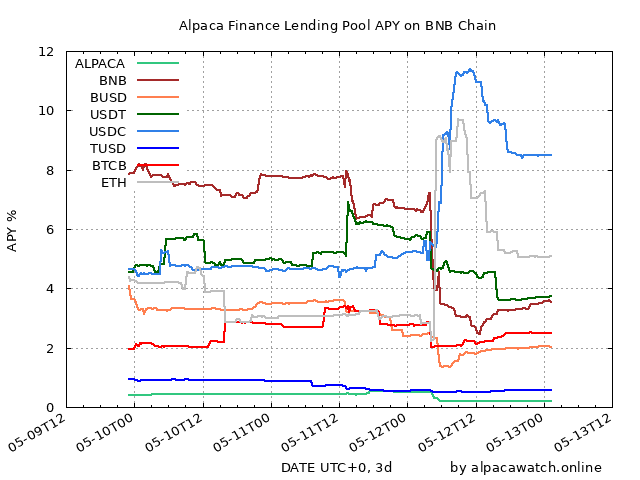 Alpaca Finance Lending Pool APY on BNB Chain
12
10
8
6
4
2
0
APY %
ALPACA
BNB
BUSD
USDT
USDC
TUSD
BTCB
ETH
05-09T12
05-10T00
05-10T12
05-11T00
05-11T12
05-12T00
05-12T12
05-13T00
05-13T12
DATE UTC+0, 3d
by alpacawatch.online